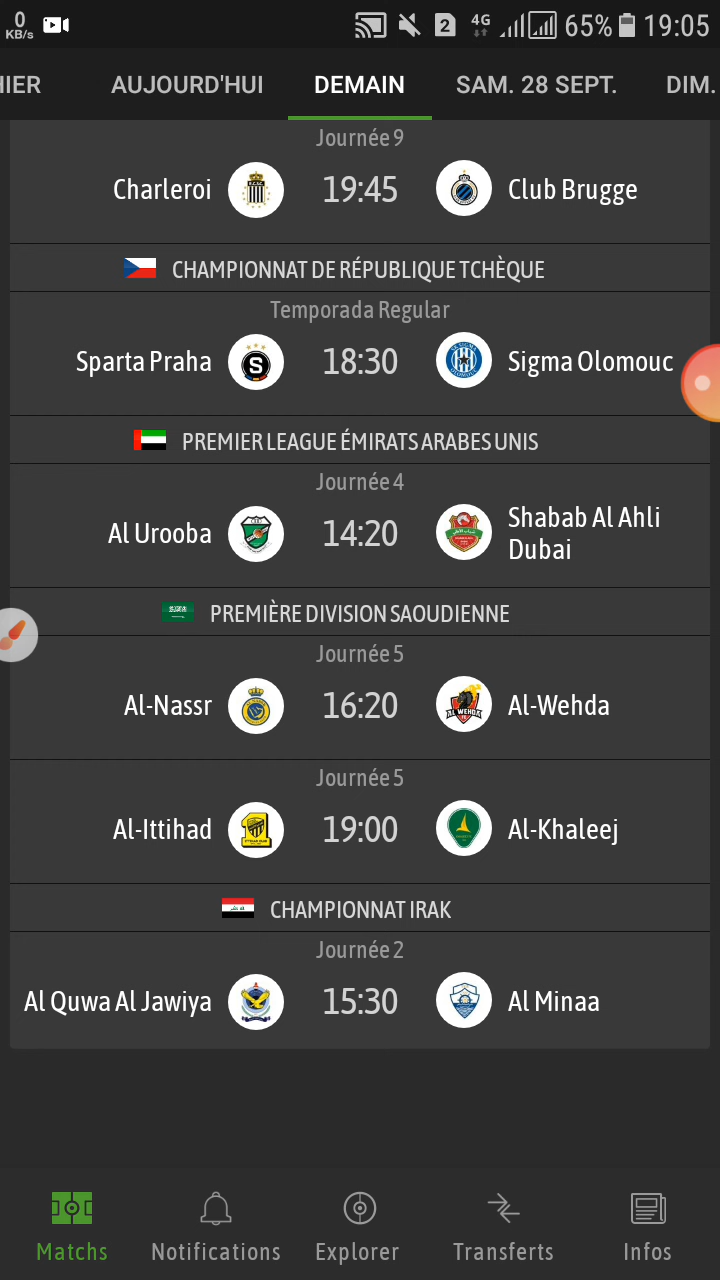 0
KB/s
2
4G
65%
19:05
HIER
AUJOURD'HUI
DEMAIN
SAM. 28 SEPT.
DIM.
Journée 9
Charleroi 19:45 Club Brugge
CHAMPIONNAT DE RÉPUBLIQUE TCHÈQUE
Temporada Regular
Sparta Praha 18:30 Sigma Olomouc
PREMIER LEAGUE ÉMIRATS ARABES UNIS
Journée 4
Al Urooba 14:20 Shabab Al Ahli
Dubai
PREMIÈRE DIVISION SAOUDIENNE
Journée 5
Al-Nassr 16:20 Al-Wehda
Journée 5
Al-Ittihad 19:00 Al-Khaleej
CHAMPIONNAT IRAK
Journée 2
Al Quwa Al Jawiya 15:30 Al Minaa
Matchs
Notifications
Explorer
Transferts
Infos